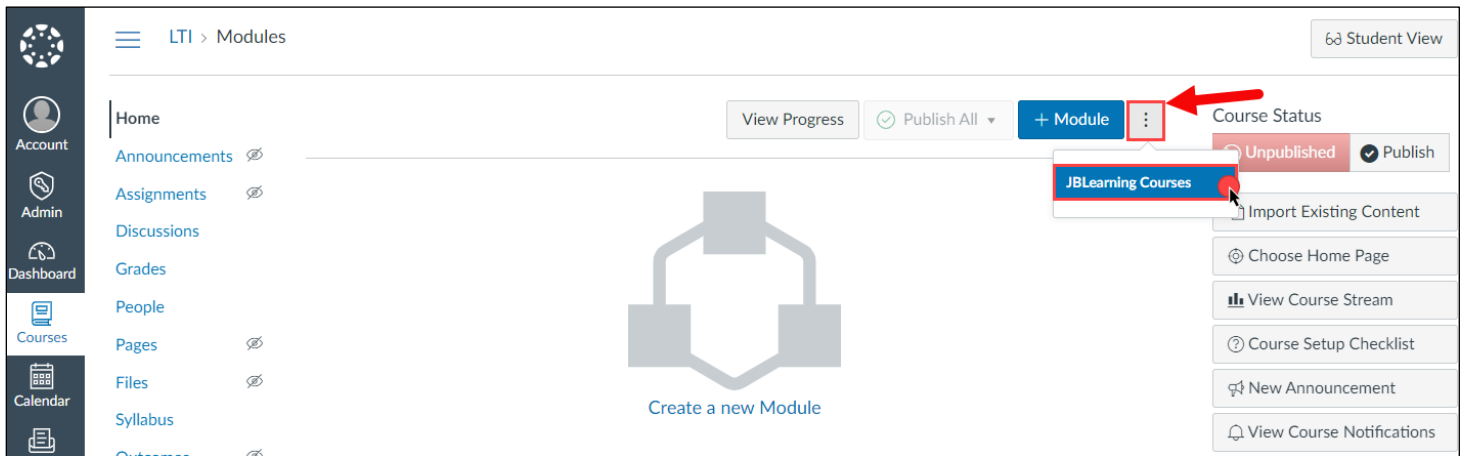 LTI > Modules
Student View
Account
Admin
Dashboard
Courses
Calendar
Home
Announcements
Assignments
Discussions
Grades
People
Pages
Files
Syllabus
Outcomes
View Progress
Publish All
+ Module
JBLearning Courses
Create a new Module
Course Status
Unpublished
Publish
Import Existing Content
Choose Home Page
View Course Stream
Course Setup Checklist
New Announcement
View Course Notifications